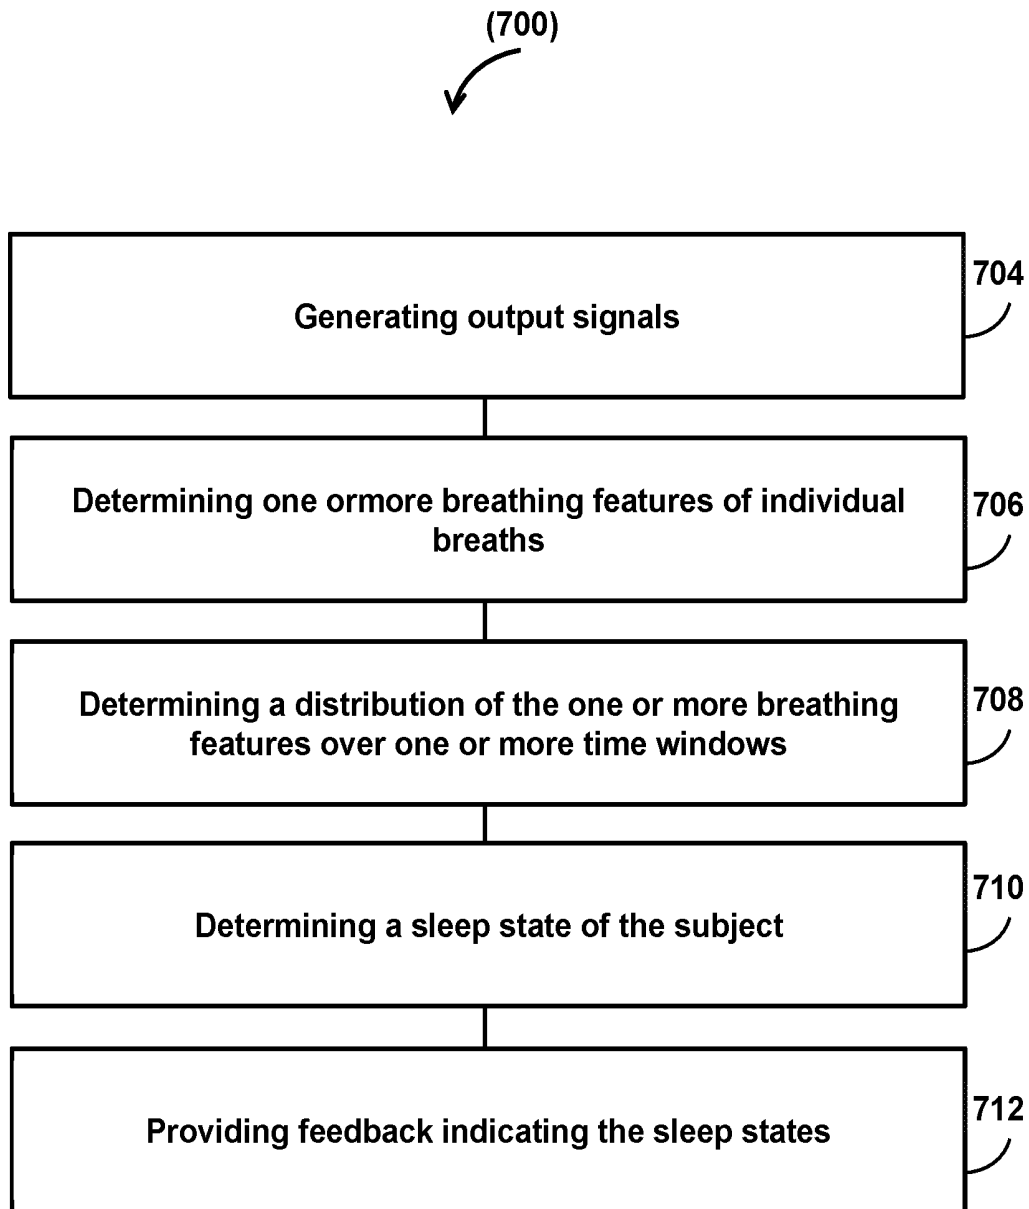 (700)
Generating output signals
704
Determining one ormore breathing features of individual
breaths
706
Determining a distribution of the one or more breathing
features over one or more time windows
708
Determining a sleep state of the subject
710
Providing feedback indicating the sleep states
712